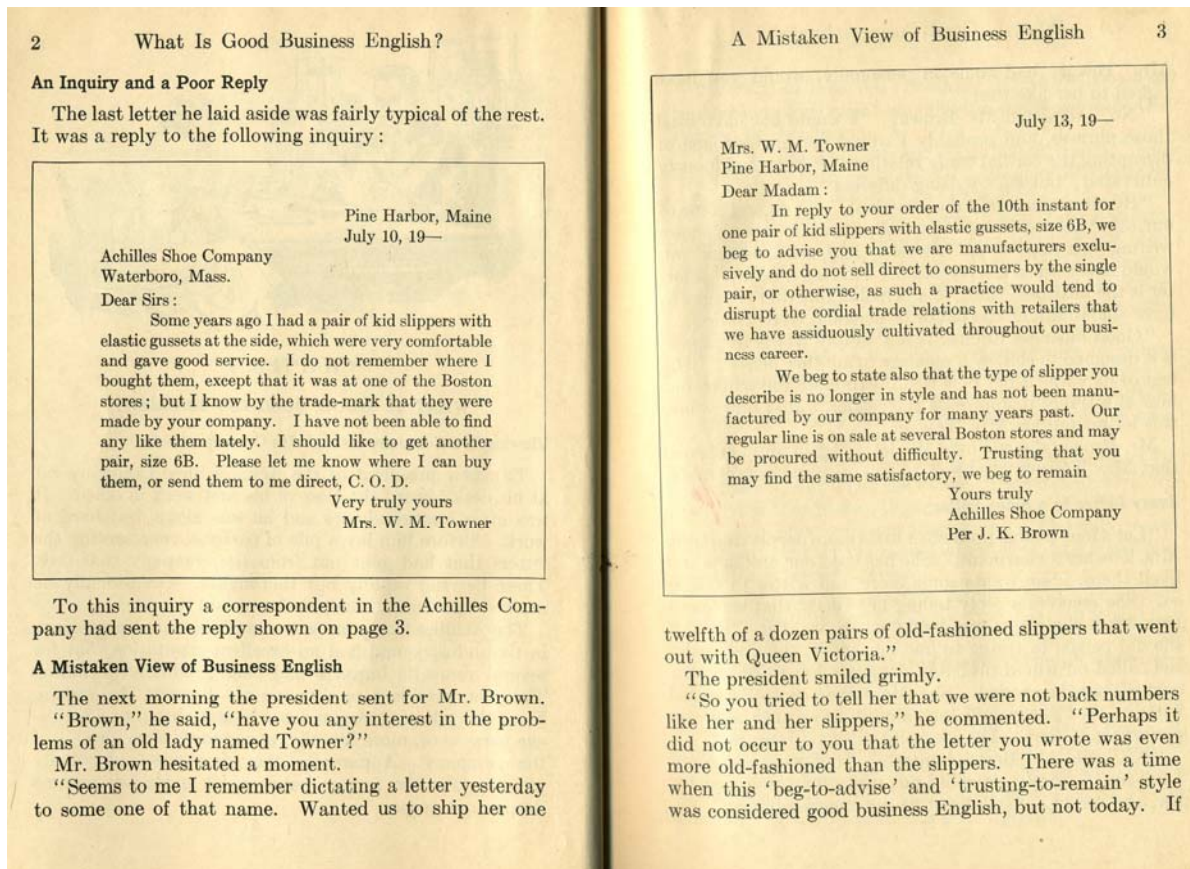 2 What Is Good Business English?
An Inquiry and a Poor Reply
The last letter he laid aside was fairly typical of the rest.
It was a reply to the following inquiry:
Pine Harbor, Maine
July 10, 19—
Achilles Shoe Company
Waterboro, Mass.
Dear Sirs:
Some years ago I had a pair of kid slippers with
elastic gussets at the side, which were very comfortable
and gave good service. I do not remember where I
bought them, except that it was at one of the Boston
stores; but I know by the trade-mark that they were
made by your company. I have not been able to find
any like them lately. I should like to get another
pair, size 6B. Please let me know where I can buy
them, or send them to me direct, C. O. D.
Very truly yours
Mrs. W. M. Towner
To this inquiry a correspondent in the Achilles Com-
pany had sent the reply shown on page 3.
A Mistaken View of Business English
The next morning the president sent for Mr. Brown.
"Brown," he said, "have you any interest in the prob-
lems of an old lady named Towner?"
Mr. Brown hesitated a moment.
"Seems to me I remember dictating a letter yesterday
to some one of that name. Wanted us to ship her one
A Mistaken View of Business English 3
July 13, 19—
Mrs. W. M. Towner
Pine Harbor, Maine
Dear Madam:
In reply to your order of the 10th instant for
one pair of kid slippers with elastic gussets, size 6B, we
beg to advise you that we are manufacturers exclu-
sively and do not sell direct to consumers by the single
pair, or otherwise, as such a practice would tend to
disrupt the cordial trade relations with retailers that
we have assiduously cultivated throughout our busi-
ness career.
We beg to state also that the type of slipper you
describe is no longer in style and has not been manu-
factured by our company for many years past. Our
regular line is on sale at several Boston stores and may
be procured without difficulty. Trusting that you
may find the same satisfactory, we beg to remain
Yours truly
Achilles Shoe Company
Per J. K. Brown
twelfth of a dozen pairs of old-fashioned slippers that went
out with Queen Victoria."
The president smiled grimly.
"So you tried to tell her that we were not back numbers
like her and her slippers," he commented. "Perhaps it
did not occur to you that the letter you wrote was even
more old-fashioned than the slippers. There was a time
when this 'beg-to-advise' and 'trusting-to-remain' style
was considered good business English, but not today. If